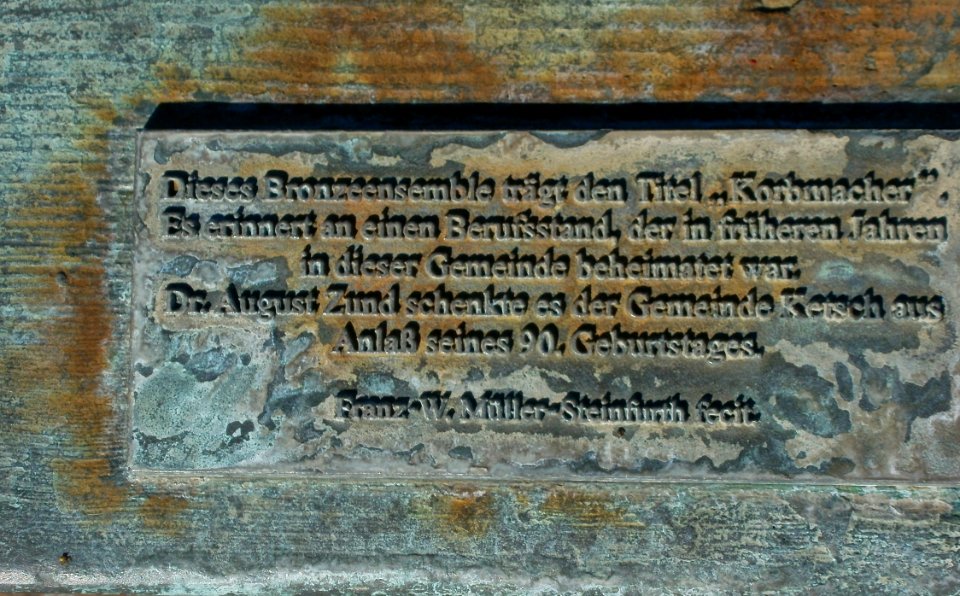 Dieses Bronzeensemble trägt den Titel „Korbmacher”.
Es erinnert an einen Berufsstand, der in früheren Jahren
in dieser Gemeinde beheimatet war.
Dr. August Zund schenkte es der Gemeinde Ketsch aus
Anlaß seines 90. Geburtstages.
Franz-W. Müller-Steinfurth fecit.